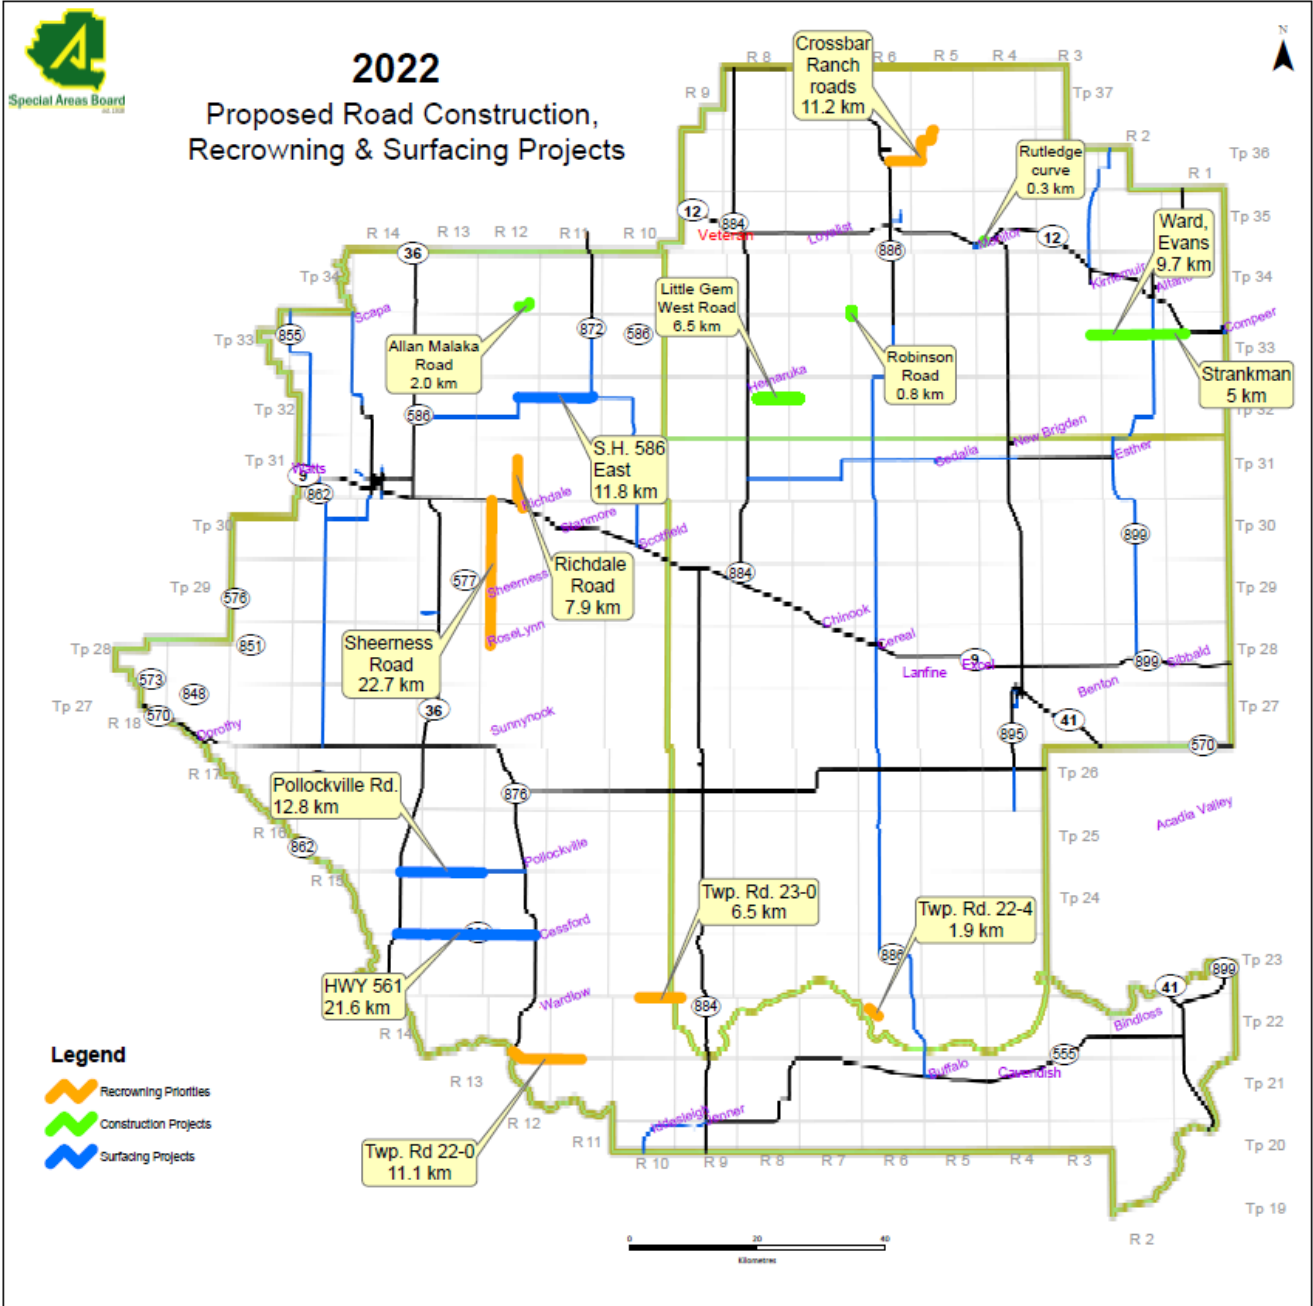 Special Areas Board
2022
Proposed Road Construction,
Recrowning & Surfacing Projects
N
Crossbar
Ranch
roads
11.2 km
R 8
R 6
R 5
R 4
R 3
R 9
Tp 37
R 2
Tp 36
Rutledge
curve
0.3 km
R 1
Tp 35
Ward,
Evans
9.7 km
12
884
Veteran
Loyalist
886
Monitor
12
R 14
R 13
R 12
R 11
R 10
36
Tp 34
Tp 34
Kirriemuir
Altario
Compeer
Little Gem
West Road
6.5 km
Scapa
872
586
855
Tp 33
Tp 33
Allan Malaka
Road
2.0 km
Robinson
Road
0.8 km
Strankman
5 km
Hemaruka
Tp 32
Tp 32
586
S.H. 586
East
11.8 km
New Brigden
Sedalia
Esther
Tp 31
Tp 31
Watts
9
862
Richdale
Stanmore
Scotfield
Tp 30
Tp 30
899
Richdale
Road
7.9 km
884
577
Sheerness
Tp 29
Tp 29
576
Chinook
RoseLynn
Sheerness
Road
22.7 km
851
Tp 28
Tp 28
Cereal
9
Lanfine
Excel
899
Sibbald
573
848
570
Tp 27
R 18
Dorothy
36
Sunnynook
Benton
Tp 27
41
895
570
R 17
Tp 26
Pollockville Rd.
12.8 km
876
Acadia Valley
R 16
862
Tp 25
Pollockville
R 15
Twp. Rd. 23-0
6.5 km
Twp. Rd. 22-4
1.9 km
Tp 24
Cessford
886
Tp 23
899
HWY 561
21.6 km
Wardlow
884
41
Bindloss
R 14
Tp 22
555
Legend
Recrowning Priorities
Construction Projects
Surfacing Projects
R 13
Buffalo
Cavendish
Tp 21
R 12
Iddesleigh
Jenner
R 11
Tp 20
Twp. Rd 22-0
11.1 km
R 10
R 9
R 8
R 7
R 6
R 5
R 4
R 3
Tp 19
R 2
0
20
40
Kilometres